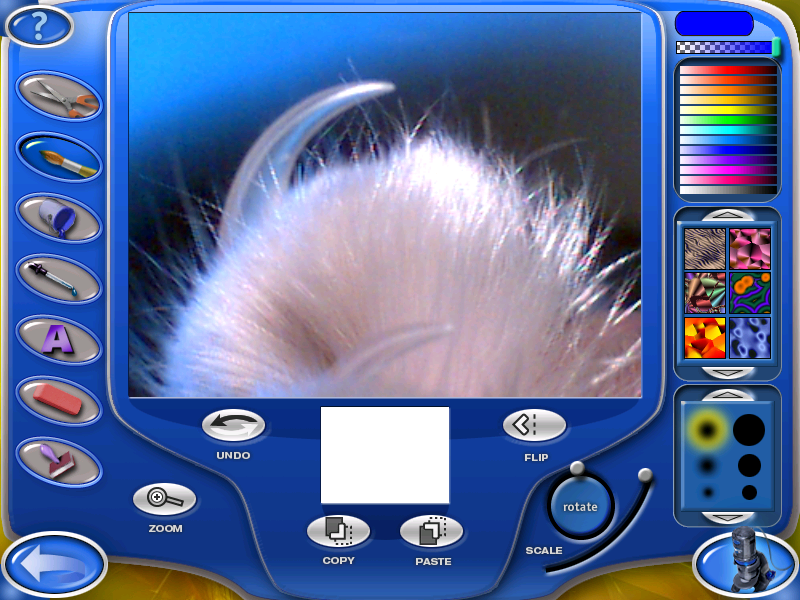 ?
A
UNDO
FLIP
ZOOM
rotate
SCALE
COPY
PASTE